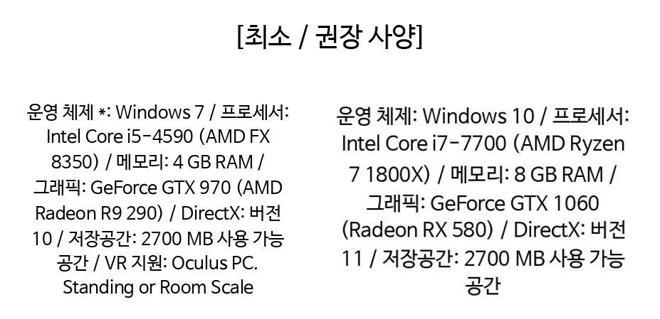 [최소 / 권장 사양]
운영 체제 *: Windows 7 / 프로세서:
Intel Core i5-4590 (AMD FX
8350) / 메모리: 4 GB RAM /
그래픽: GeForce GTX 970 (AMD
Radeon R9 290) / DirectX: 버전
10 / 저장공간: 2700 MB 사용 가능
공간 / VR 지원: Oculus PC.
Standing or Room Scale
운영 체제: Windows 10 / 프로세서:
Intel Core i7-7700 (AMD Ryzen
7 1800X) / 메모리: 8 GB RAM /
그래픽: GeForce GTX 1060
(Radeon RX 580) / DirectX: 버전
11 / 저장공간: 2700 MB 사용 가능
공간